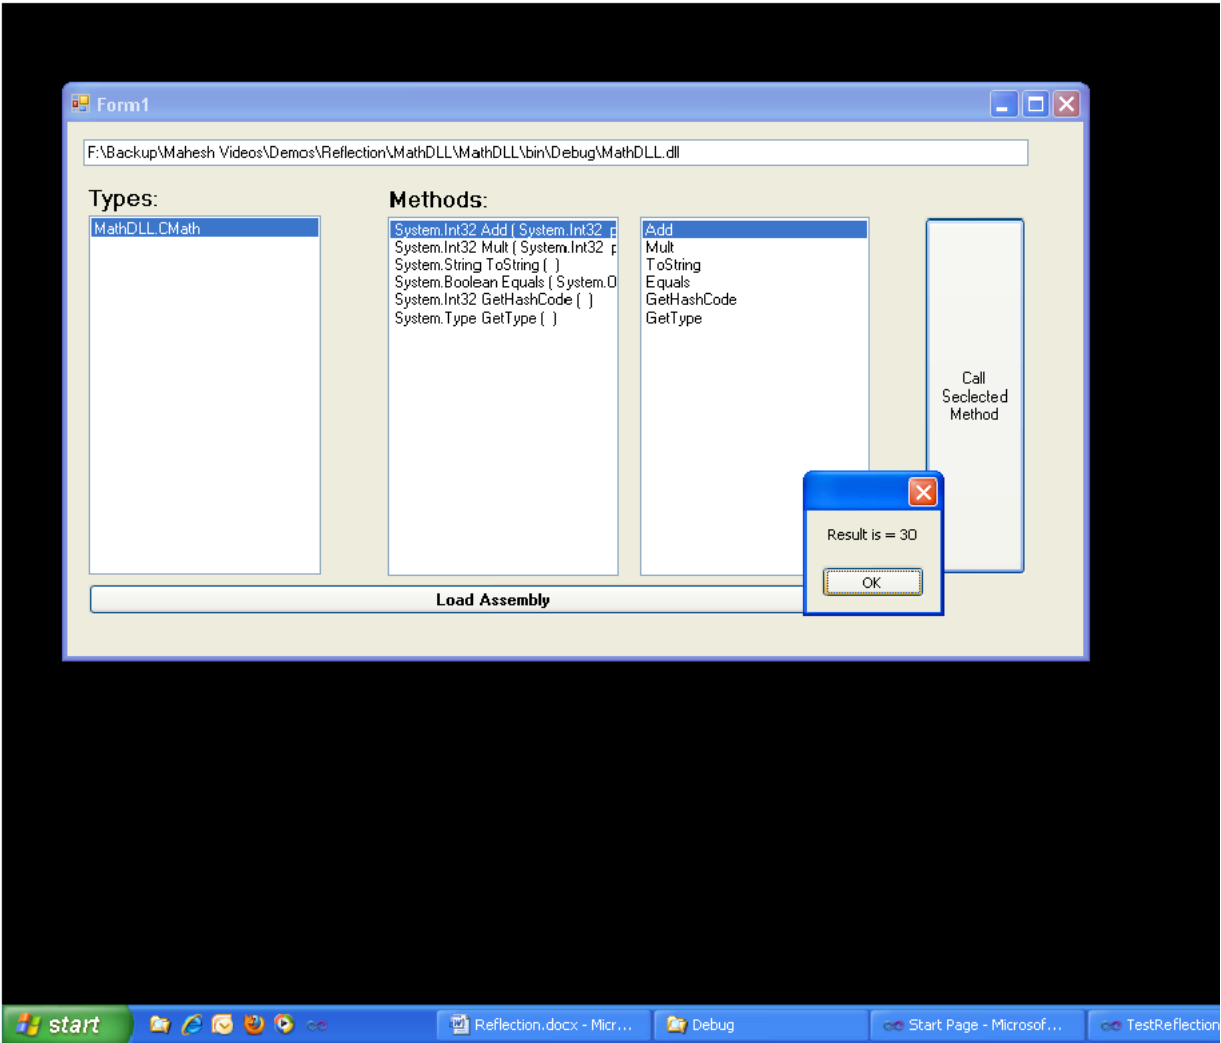 Form1
F:\Backup\Mahesh Videos\Demos\Reflection\MathDLL\MathDLL\bin\Debug\MathDLL.dll
Types:
Methods:
MathDLL.CMath
System.Int32 Add ( System.Int32 p
System.Int32 Mult ( System.Int32 p
System.String ToString ( )
System.Boolean Equals ( System.O
System.Int32 GetHashCode ( )
System.Type GetType ( )
Add
Mult
ToString
Equals
GetHashCode
GetType
Call
Seclected
Method
Result is = 30
OK
Load Assembly
start
Reflection.docx - Micr...
Debug
Start Page - Microsof...
TestReflection